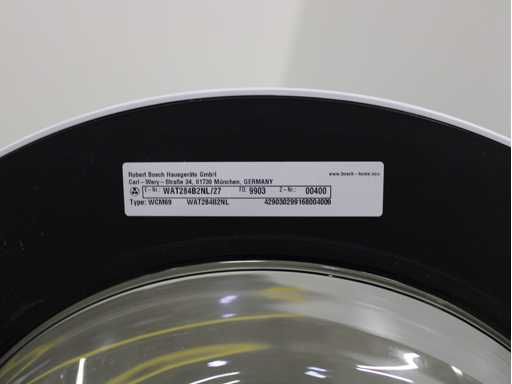 Robert Bosch Hausgeräte GmbH www.bosch-home.com
Carl-Wery-Straße 34, 81739 München, GERMANY
E-Nr.: WAT284B2NL/27 FD. 9903 Z-Nr.: 00400
Type: WCM69 WAT284B2NL 429030299168004006